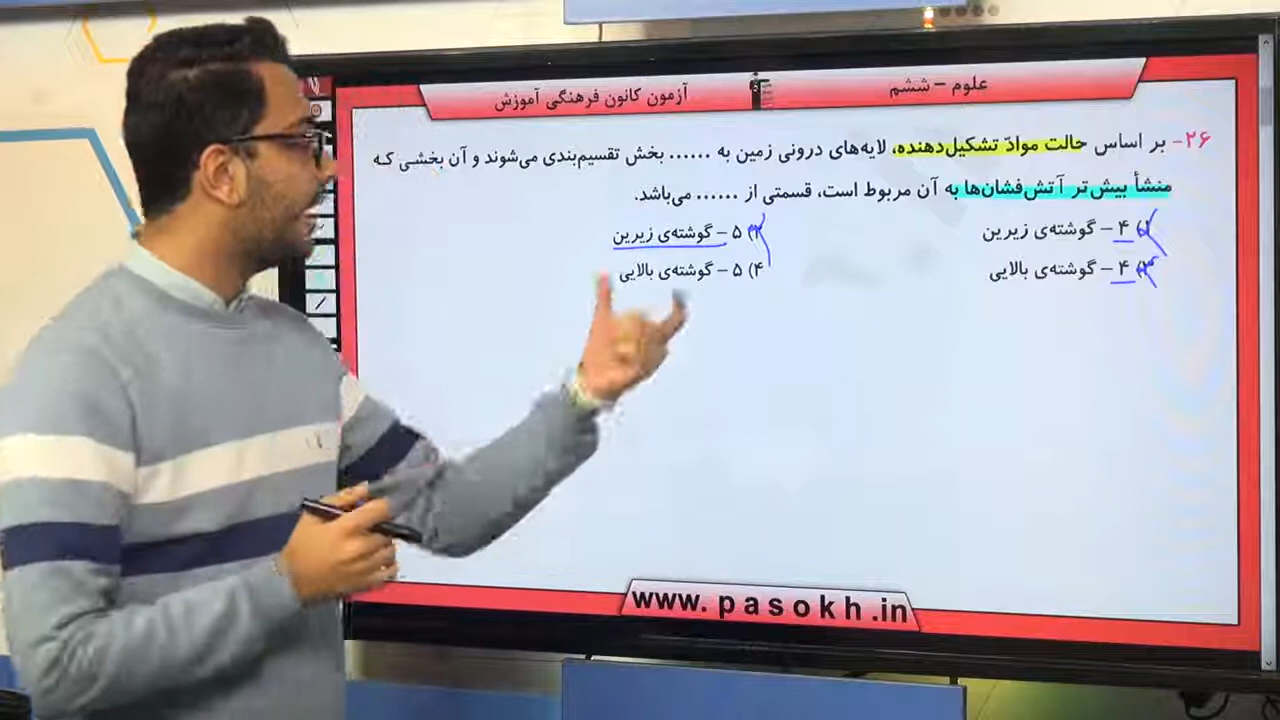 علوم – ششم
آزمون کانون فرهنگی آموزش
۲۶- بر اساس حالت موادّ تشکیل‌دهنده، لایه‌های درونی زمین به ...... بخش تقسیم‌بندی می‌شوند و آن بخشی که
منشأ بیش‌تر آتش‌فشان‌ها به آن مربوط است، قسمتی از ...... می‌باشد.
۱) ۴ – گوشته‌ی زیرین
۲) ۴ – گوشته‌ی بالایی
۳) ۵ – گوشته‌ی زیرین
۴) ۵ – گوشته‌ی بالایی
www.pasokh.in